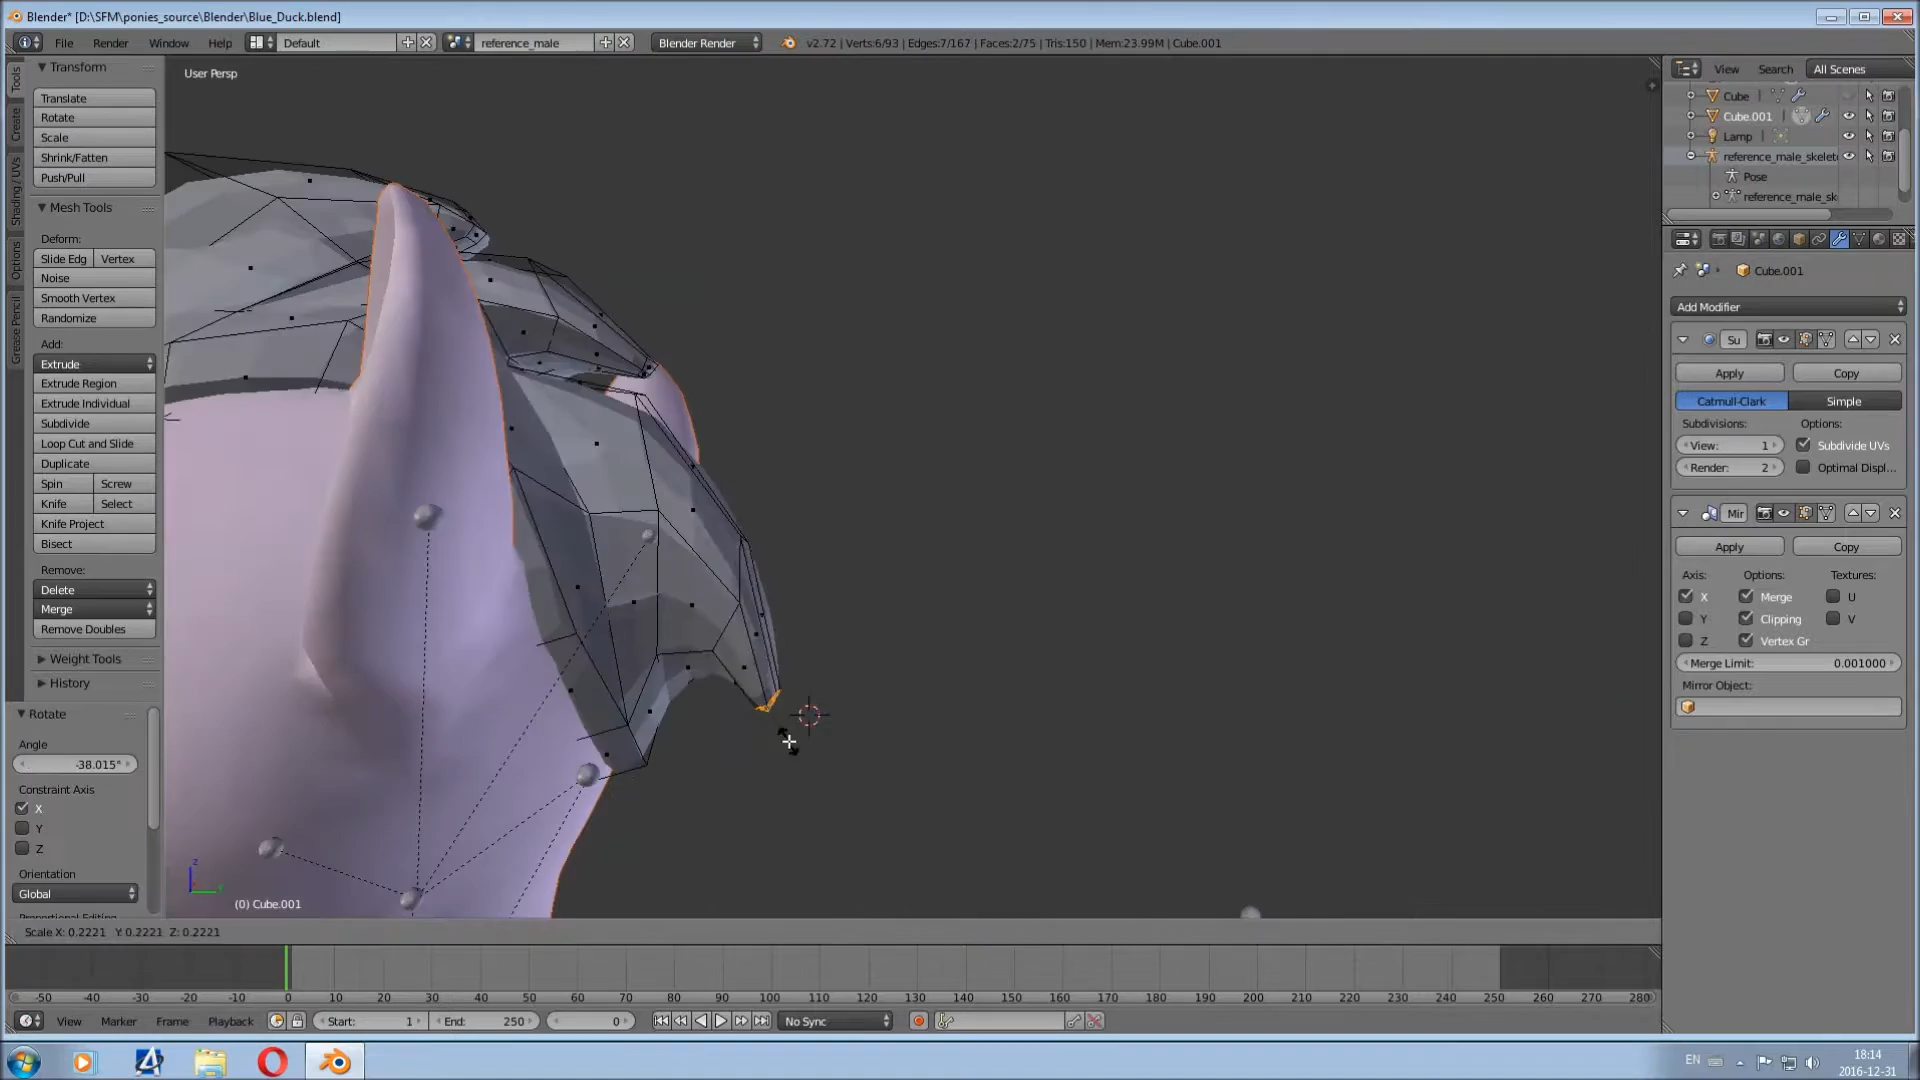 Blender* [D:\SFM\ponies_source\Blender\Blue_Duck.blend]
File Render Window Help Default reference_male Blender Render v2.72 | Verts:6/93 | Edges:7/167 | Faces:2/75 | Tris:150 | Mem:23.99M | Cube.001
Tools
Create
Shading / UVs
Options
Grease Pencil
Transform
Translate
Rotate
Scale
Shrink/Fatten
Push/Pull
Mesh Tools
Deform:
Slide Edg Vertex
Noise
Smooth Vertex
Randomize
Add:
Extrude
Extrude Region
Extrude Individual
Subdivide
Loop Cut and Slide
Duplicate
Spin Screw
Knife Select
Knife Project
Bisect
Remove:
Delete
Merge
Remove Doubles
Weight Tools
History
Rotate
Angle
-38.015°
Constraint Axis
X
Y
Z
Orientation
Global
Proportional Editing
User Persp
z
(0) Cube.001
View Search All Scenes
Cube
Cube.001
Lamp
reference_male_skelet
Pose
reference_male_sk
Cube.001
Add Modifier
Su
Apply Copy
Catmull-Clark Simple
Subdivisions: Options:
View: 1 Subdivide UVs
Render: 2 Optimal Displ...
Mir
Apply Copy
Axis: Options: Textures:
X Merge U
Y Clipping V
Z Vertex Gr
Merge Limit: 0.001000
Mirror Object:
Scale X: 0.2221 Y: 0.2221 Z: 0.2221
-50 -40 -30 -20 -10 0 10 20 30 40 50 60 70 80 90 100 110 120 130 140 150 160 170 180 190 200 210 220 230 240 250 260 270 280
View Marker Frame Playback Start: 1 End: 250 0 No Sync
EN
18:14
2016-12-31